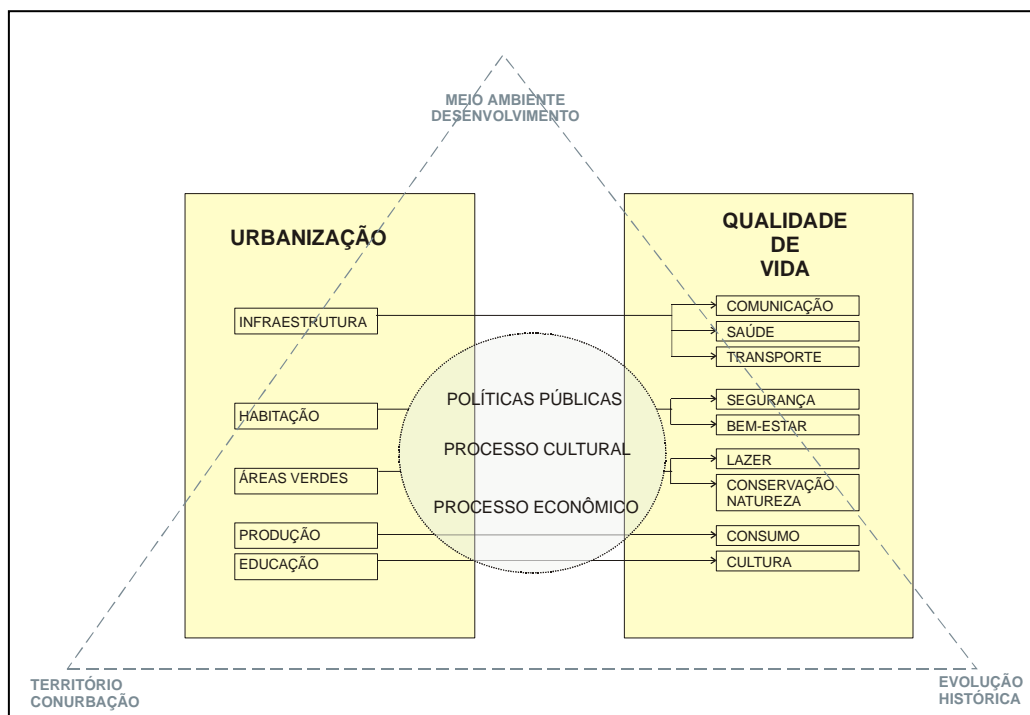 MEIO AMBIENTE
DESENVOLVIMENTO
URBANIZAÇÃO
INFRAESTRUTURA
HABITAÇÃO
ÁREAS VERDES
PRODUÇÃO
EDUCAÇÃO
POLÍTICAS PÚBLICAS
PROCESSO CULTURAL
PROCESSO ECONÔMICO
QUALIDADE
DE
VIDA
COMUNICAÇÃO
SAÚDE
TRANSPORTE
SEGURANÇA
BEM-ESTAR
LAZER
CONSERVAÇÃO
NATUREZA
CONSUMO
CULTURA
TERRITÓRIO
CONURBAÇÃO
EVOLUÇÃO
HISTÓRICA